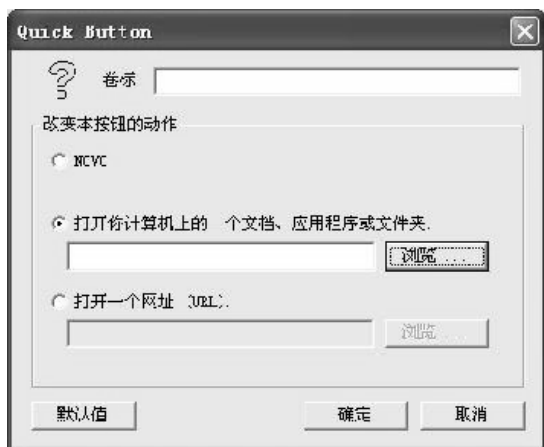 Quick Button
卷标
改变本按钮的动作
NCVC
打开你计算机上的 个文档、应用程序或文件夹.
浏览 ...
打开一个网址 (URL).
浏览 ...
默认值 确定 取消